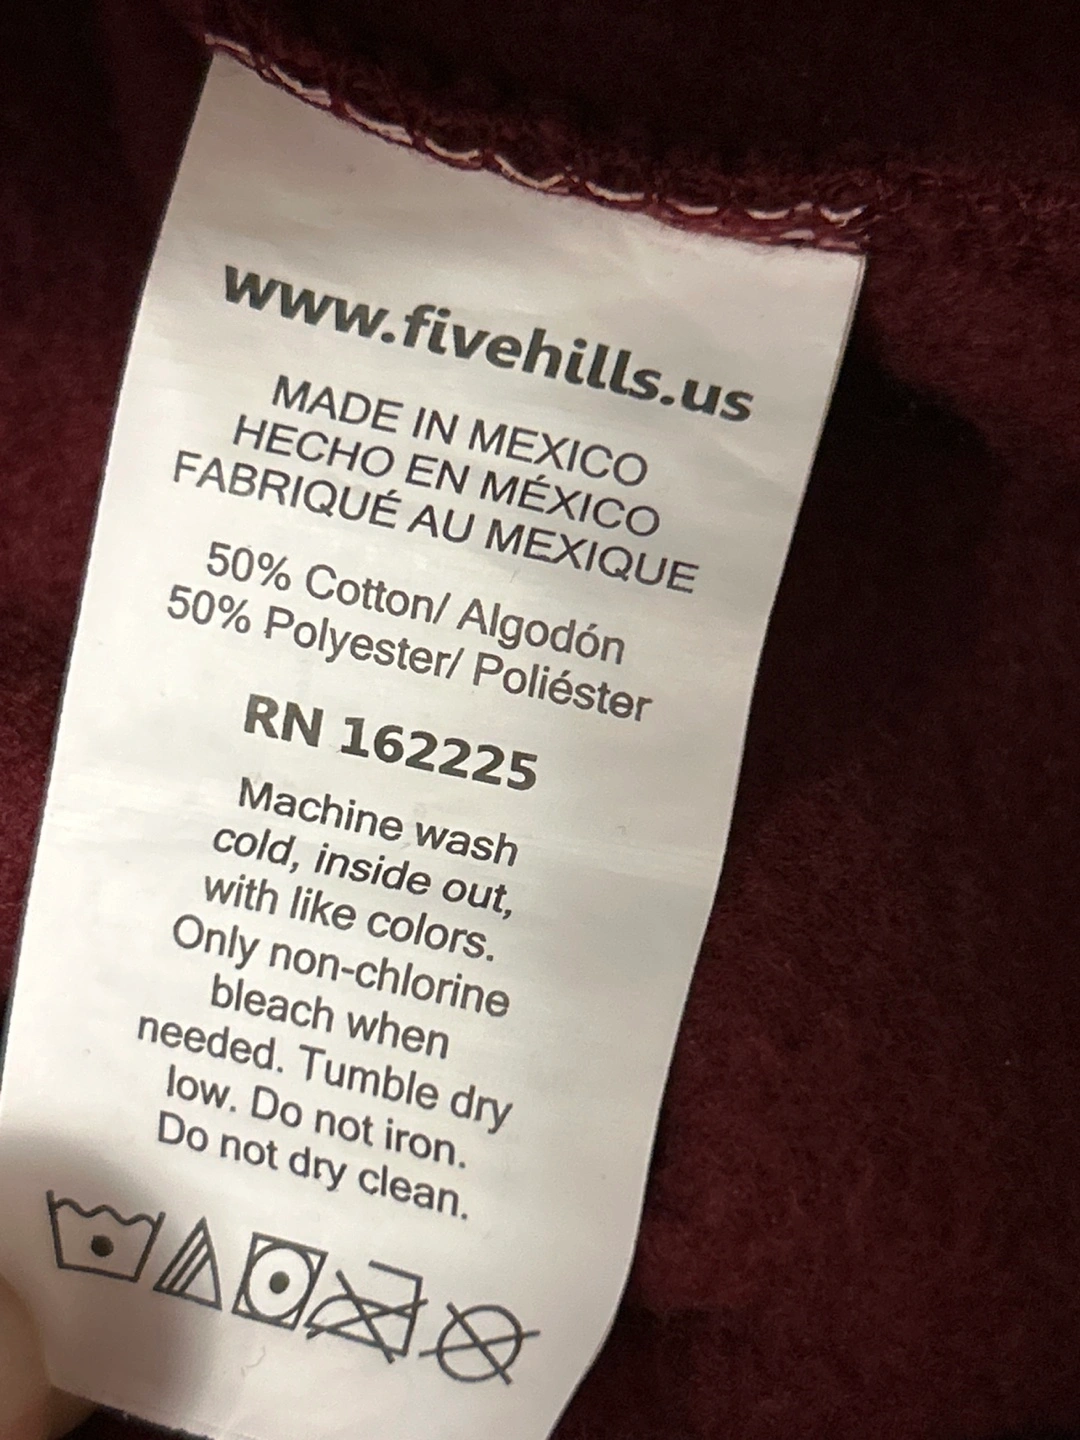 www.fivehills.us
MADE IN MEXICO
HECHO EN MÉXICO
FABRIQUÉ AU MEXIQUE
50% Cotton/ Algodón
50% Polyester/ Poliéster
RN 162225
Machine wash
cold, inside out,
with like colors.
Only non-chlorine
bleach when
needed. Tumble dry
low. Do not iron.
Do not dry clean.